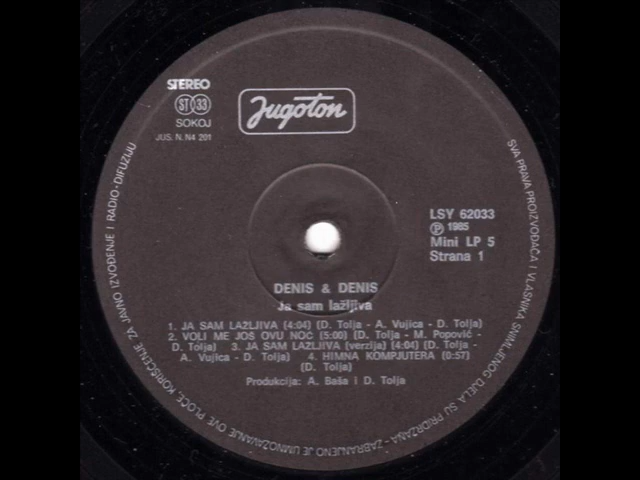 STEREO
ST 33
SOKOJ
JUS. N.N4 201
Jugoton
LSY 62033
Ⓟ 1985
Mini LP 5
Strana 1
DENIS & DENIS
Ja sam lažljiva
1. JA SAM LAŽLJIVA (4:04) (D. Tolja - A. Vujica - D. Tolja)
2. VOLI ME JOŠ OVU NOĆ (5:00) (D. Tolja - M. Popović -
D. Tolja) 3. JA SAM LAŽLJIVA (verzija) (4:04) (D. Tolja -
A. Vujica - D. Tolja) 4. HIMNA KOMPJUTERA (0:57)
(D. Tolja)
Produkcija: A. Baša i D. Tolja
SVA PRAVA PROIZVOĐAČA I VLASNIKA SNIMLJENOG DJELA SU PRIDRŽANA - ZABRANJENO JE UMNOŽAVANJE OVE PLOČE, KORIŠĆENJE ZA JAVNO IZVOĐENJE I RADIO-DIFUZIJU